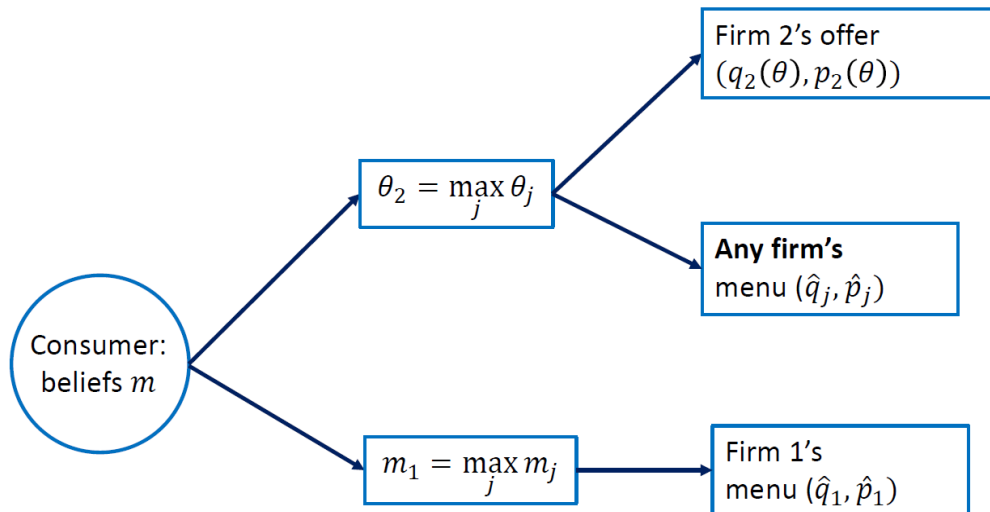 Firm 2's offer
(q₂(θ), p₂(θ))
θ₂ = max θⱼ
j
Any firm's
menu (q̂ⱼ, p̂ⱼ)
Consumer:
beliefs m
m₁ = max mⱼ
j
Firm 1's
menu (q̂₁, p̂₁)